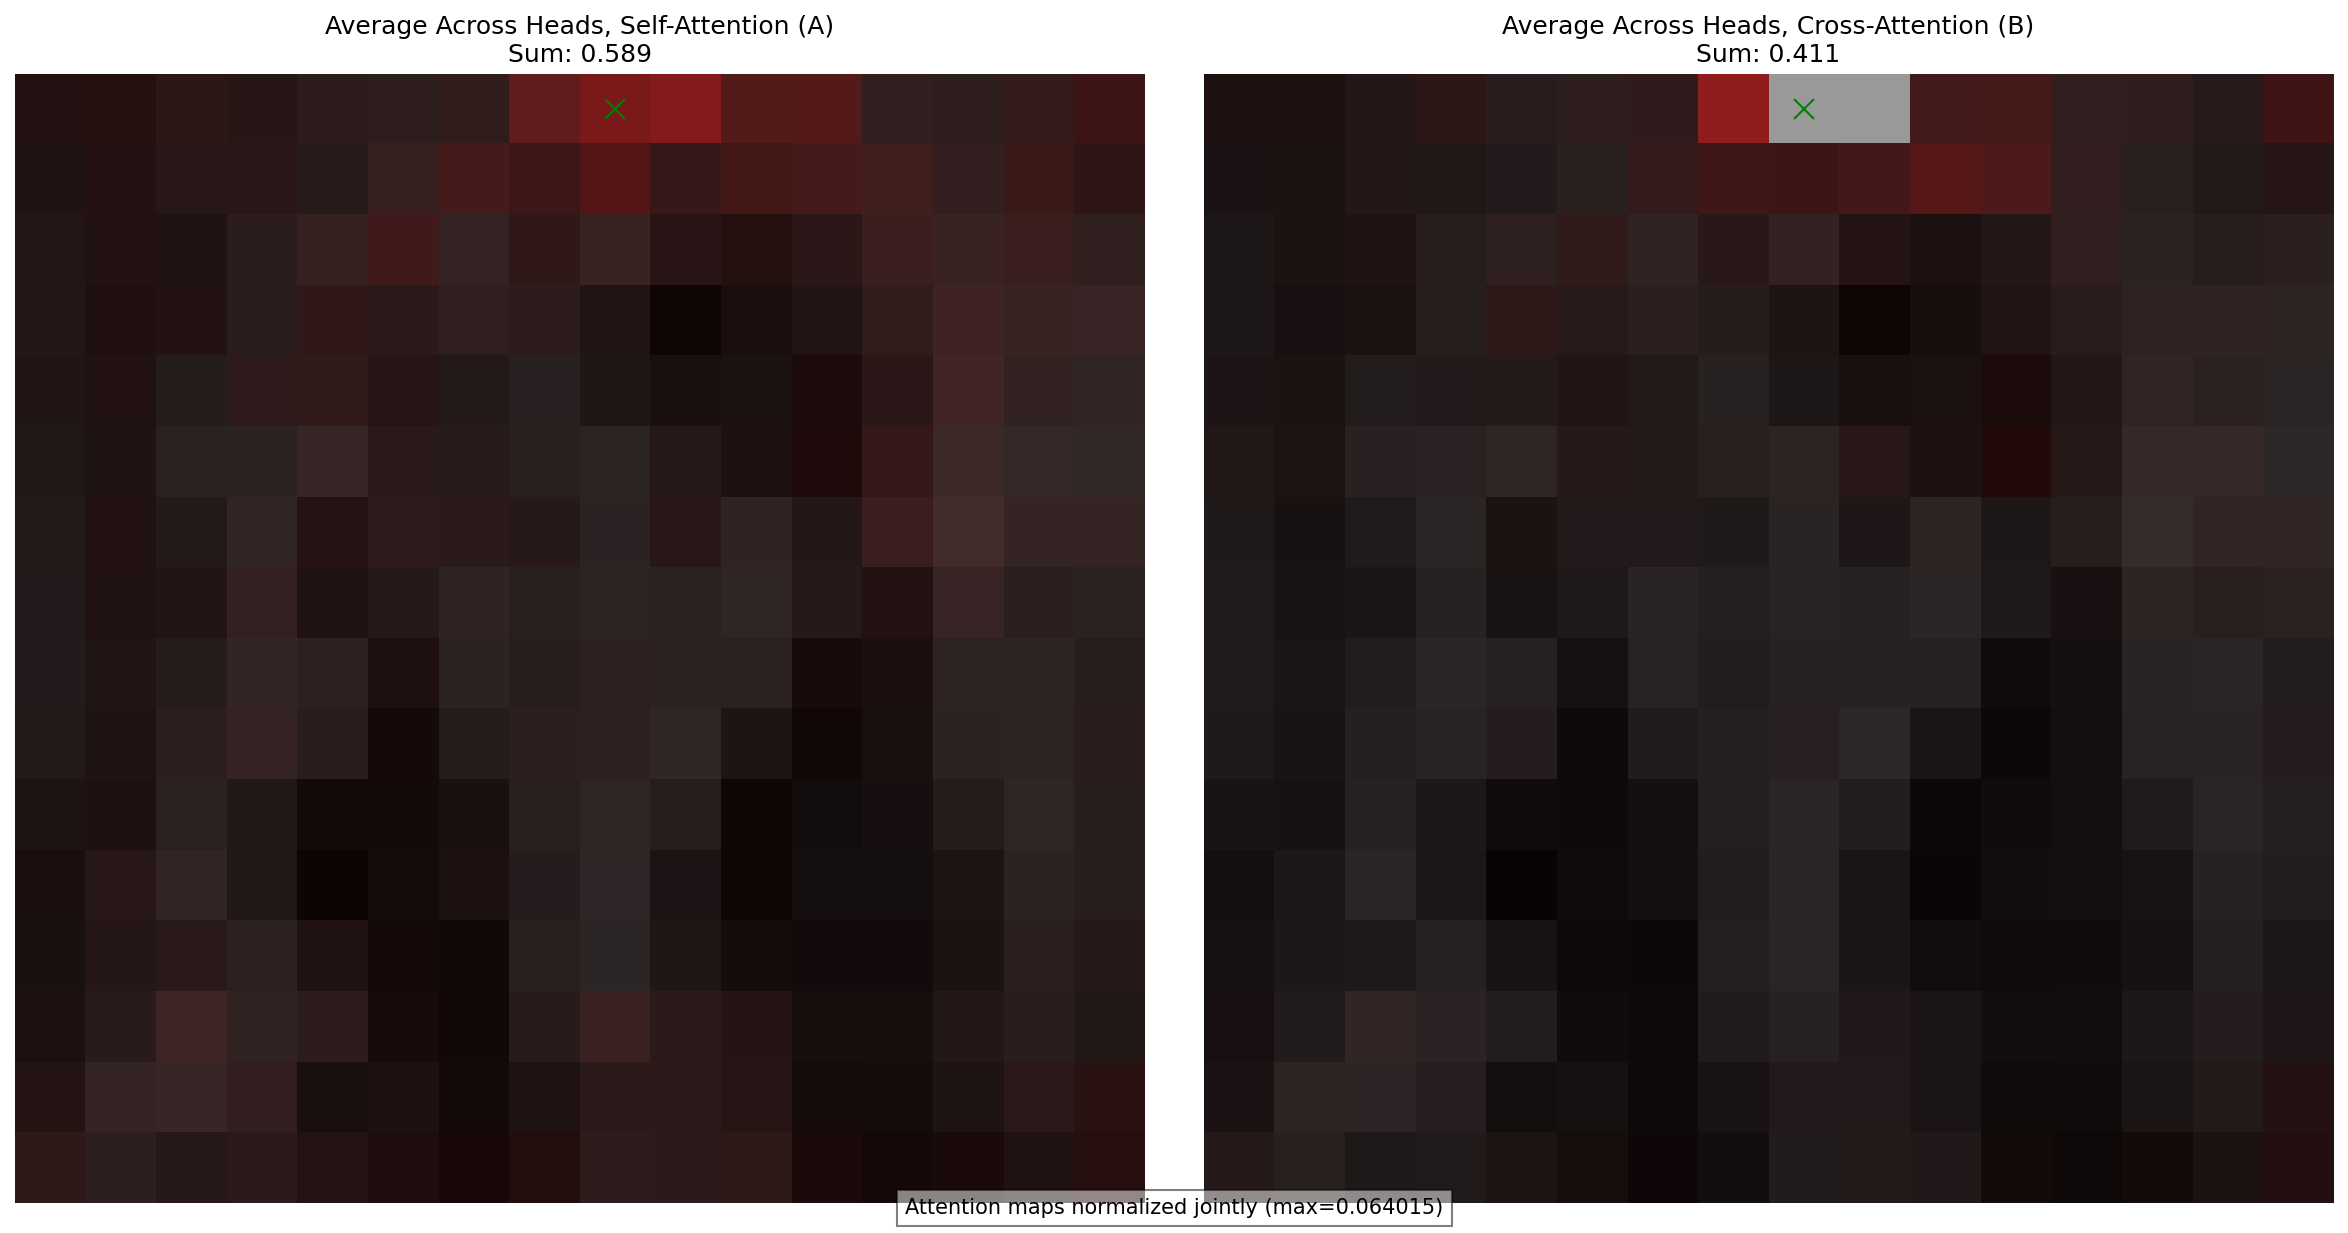 Average Across Heads, Self-Attention (A)
Sum: 0.589
Average Across Heads, Cross-Attention (B)
Sum: 0.411
Attention maps normalized jointly (max=0.064015)